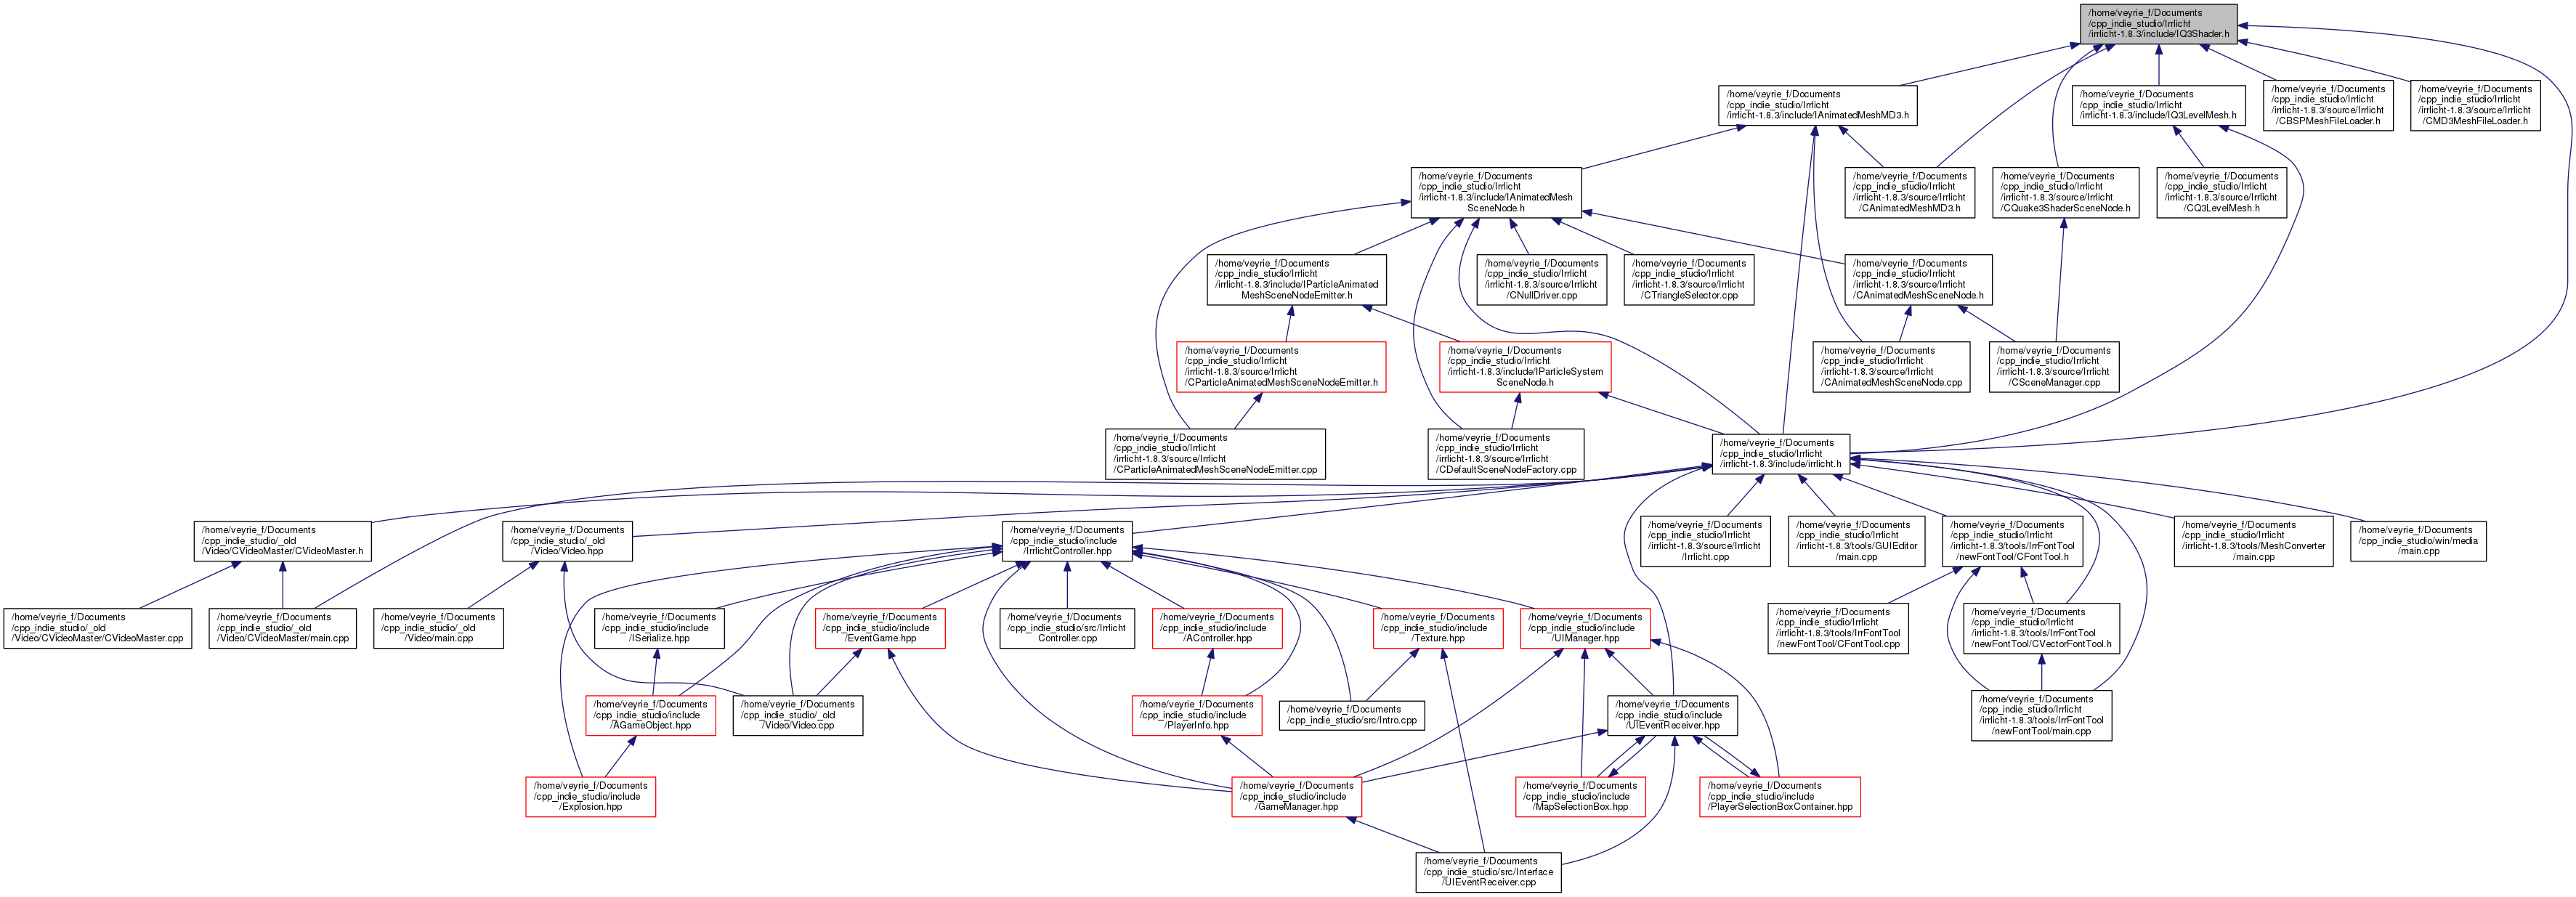 /home/veyrie_f/Documents
/cpp_indie_studio/Irrlicht
/irrlicht-1.8.3/include/IQ3Shader.h
/home/veyrie_f/Documents
/cpp_indie_studio/Irrlicht
/irrlicht-1.8.3/include/IAnimatedMeshMD3.h
/home/veyrie_f/Documents
/cpp_indie_studio/Irrlicht
/irrlicht-1.8.3/include/IQ3LevelMesh.h
/home/veyrie_f/Documents
/cpp_indie_studio/Irrlicht
/irrlicht-1.8.3/source/Irrlicht
/CBSPMeshFileLoader.h
/home/veyrie_f/Documents
/cpp_indie_studio/Irrlicht
/irrlicht-1.8.3/source/Irrlicht
/CMD3MeshFileLoader.h
/home/veyrie_f/Documents
/cpp_indie_studio/Irrlicht
/irrlicht-1.8.3/include/IAnimatedMesh
SceneNode.h
/home/veyrie_f/Documents
/cpp_indie_studio/Irrlicht
/irrlicht-1.8.3/source/Irrlicht
/CAnimatedMeshMD3.h
/home/veyrie_f/Documents
/cpp_indie_studio/Irrlicht
/irrlicht-1.8.3/source/Irrlicht
/CQuake3ShaderSceneNode.h
/home/veyrie_f/Documents
/cpp_indie_studio/Irrlicht
/irrlicht-1.8.3/source/Irrlicht
/CQ3LevelMesh.h
/home/veyrie_f/Documents
/cpp_indie_studio/Irrlicht
/irrlicht-1.8.3/include/IParticleAnimated
MeshSceneNodeEmitter.h
/home/veyrie_f/Documents
/cpp_indie_studio/Irrlicht
/irrlicht-1.8.3/source/Irrlicht
/CNullDriver.cpp
/home/veyrie_f/Documents
/cpp_indie_studio/Irrlicht
/irrlicht-1.8.3/source/Irrlicht
/CTriangleSelector.cpp
/home/veyrie_f/Documents
/cpp_indie_studio/Irrlicht
/irrlicht-1.8.3/source/Irrlicht
/CAnimatedMeshSceneNode.h
/home/veyrie_f/Documents
/cpp_indie_studio/Irrlicht
/irrlicht-1.8.3/source/Irrlicht
/CParticleAnimatedMeshSceneNodeEmitter.h
/home/veyrie_f/Documents
/cpp_indie_studio/Irrlicht
/irrlicht-1.8.3/include/IParticleSystem
SceneNode.h
/home/veyrie_f/Documents
/cpp_indie_studio/Irrlicht
/irrlicht-1.8.3/source/Irrlicht
/CAnimatedMeshSceneNode.cpp
/home/veyrie_f/Documents
/cpp_indie_studio/Irrlicht
/irrlicht-1.8.3/source/Irrlicht
/CSceneManager.cpp
/home/veyrie_f/Documents
/cpp_indie_studio/Irrlicht
/irrlicht-1.8.3/source/Irrlicht
/CParticleAnimatedMeshSceneNodeEmitter.cpp
/home/veyrie_f/Documents
/cpp_indie_studio/Irrlicht
/irrlicht-1.8.3/source/Irrlicht
/CDefaultSceneNodeFactory.cpp
/home/veyrie_f/Documents
/cpp_indie_studio/Irrlicht
/irrlicht-1.8.3/include/irrlicht.h
/home/veyrie_f/Documents
/cpp_indie_studio/_old
/Video/CVideoMaster/CVideoMaster.h
/home/veyrie_f/Documents
/cpp_indie_studio/_old
/Video/Video.hpp
/home/veyrie_f/Documents
/cpp_indie_studio/include
/IrrlichtController.hpp
/home/veyrie_f/Documents
/cpp_indie_studio/Irrlicht
/irrlicht-1.8.3/source/Irrlicht
/Irrlicht.cpp
/home/veyrie_f/Documents
/cpp_indie_studio/Irrlicht
/irrlicht-1.8.3/tools/GUIEditor
/main.cpp
/home/veyrie_f/Documents
/cpp_indie_studio/Irrlicht
/irrlicht-1.8.3/tools/IrrFontTool
/newFontTool/CFontTool.h
/home/veyrie_f/Documents
/cpp_indie_studio/Irrlicht
/irrlicht-1.8.3/tools/MeshConverter
/main.cpp
/home/veyrie_f/Documents
/cpp_indie_studio/win/media
/main.cpp
/home/veyrie_f/Documents
/cpp_indie_studio/_old
/Video/CVideoMaster/CVideoMaster.cpp
/home/veyrie_f/Documents
/cpp_indie_studio/_old
/Video/CVideoMaster/main.cpp
/home/veyrie_f/Documents
/cpp_indie_studio/_old
/Video/main.cpp
/home/veyrie_f/Documents
/cpp_indie_studio/include
/ISerialize.hpp
/home/veyrie_f/Documents
/cpp_indie_studio/include
/EventGame.hpp
/home/veyrie_f/Documents
/cpp_indie_studio/src/Irrlicht
Controller.cpp
/home/veyrie_f/Documents
/cpp_indie_studio/include
/AController.hpp
/home/veyrie_f/Documents
/cpp_indie_studio/include
/Texture.hpp
/home/veyrie_f/Documents
/cpp_indie_studio/include
/UIManager.hpp
/home/veyrie_f/Documents
/cpp_indie_studio/Irrlicht
/irrlicht-1.8.3/tools/IrrFontTool
/newFontTool/CFontTool.cpp
/home/veyrie_f/Documents
/cpp_indie_studio/Irrlicht
/irrlicht-1.8.3/tools/IrrFontTool
/newFontTool/CVectorFontTool.h
/home/veyrie_f/Documents
/cpp_indie_studio/include
/AGameObject.hpp
/home/veyrie_f/Documents
/cpp_indie_studio/_old
/Video/Video.cpp
/home/veyrie_f/Documents
/cpp_indie_studio/include
/PlayerInfo.hpp
/home/veyrie_f/Documents
/cpp_indie_studio/src/Intro.cpp
/home/veyrie_f/Documents
/cpp_indie_studio/include
/UIEventReceiver.hpp
/home/veyrie_f/Documents
/cpp_indie_studio/Irrlicht
/irrlicht-1.8.3/tools/IrrFontTool
/newFontTool/main.cpp
/home/veyrie_f/Documents
/cpp_indie_studio/include
/Explosion.hpp
/home/veyrie_f/Documents
/cpp_indie_studio/include
/GameManager.hpp
/home/veyrie_f/Documents
/cpp_indie_studio/include
/MapSelectionBox.hpp
/home/veyrie_f/Documents
/cpp_indie_studio/include
/PlayerSelectionBoxContainer.hpp
/home/veyrie_f/Documents
/cpp_indie_studio/src/Interface
/UIEventReceiver.cpp